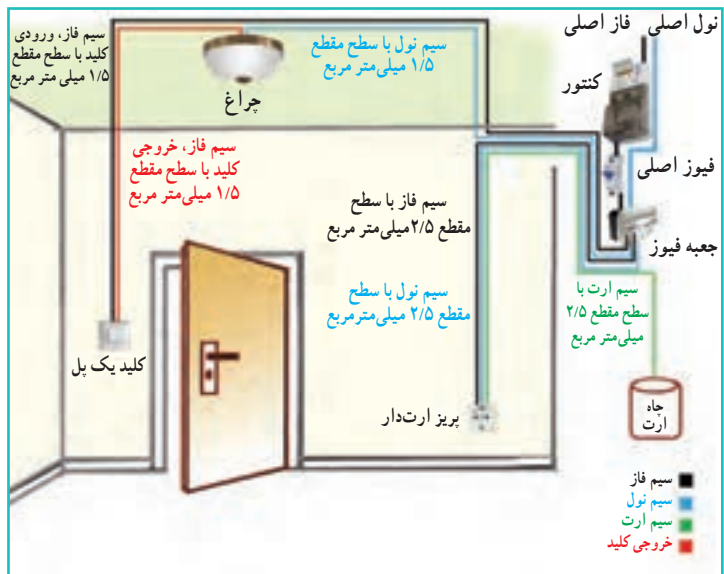 نول اصلی
فاز اصلی
کنتور
فیوز اصلی
جعبه فیوز
سیم نول با سطح مقطع
۱/۵ میلی‌متر مربع
چراغ
سیم فاز، ورودی
کلید با سطح مقطع
۱/۵ میلی متر مربع
سیم فاز، خروجی
کلید با سطح مقطع
۱/۵ میلی‌متر مربع
سیم فاز با سطح
مقطع ۲/۵میلی‌متر مربع
سیم نول با سطح
مقطع ۲/۵ میلی‌مترمربع
سیم ارت با
سطح مقطع ۲/۵
میلی‌متر مربع
کلید یک پل
پریز ارت‌دار
چاه
ارت
سیم فاز
سیم نول
سیم ارت
خروجی کلید